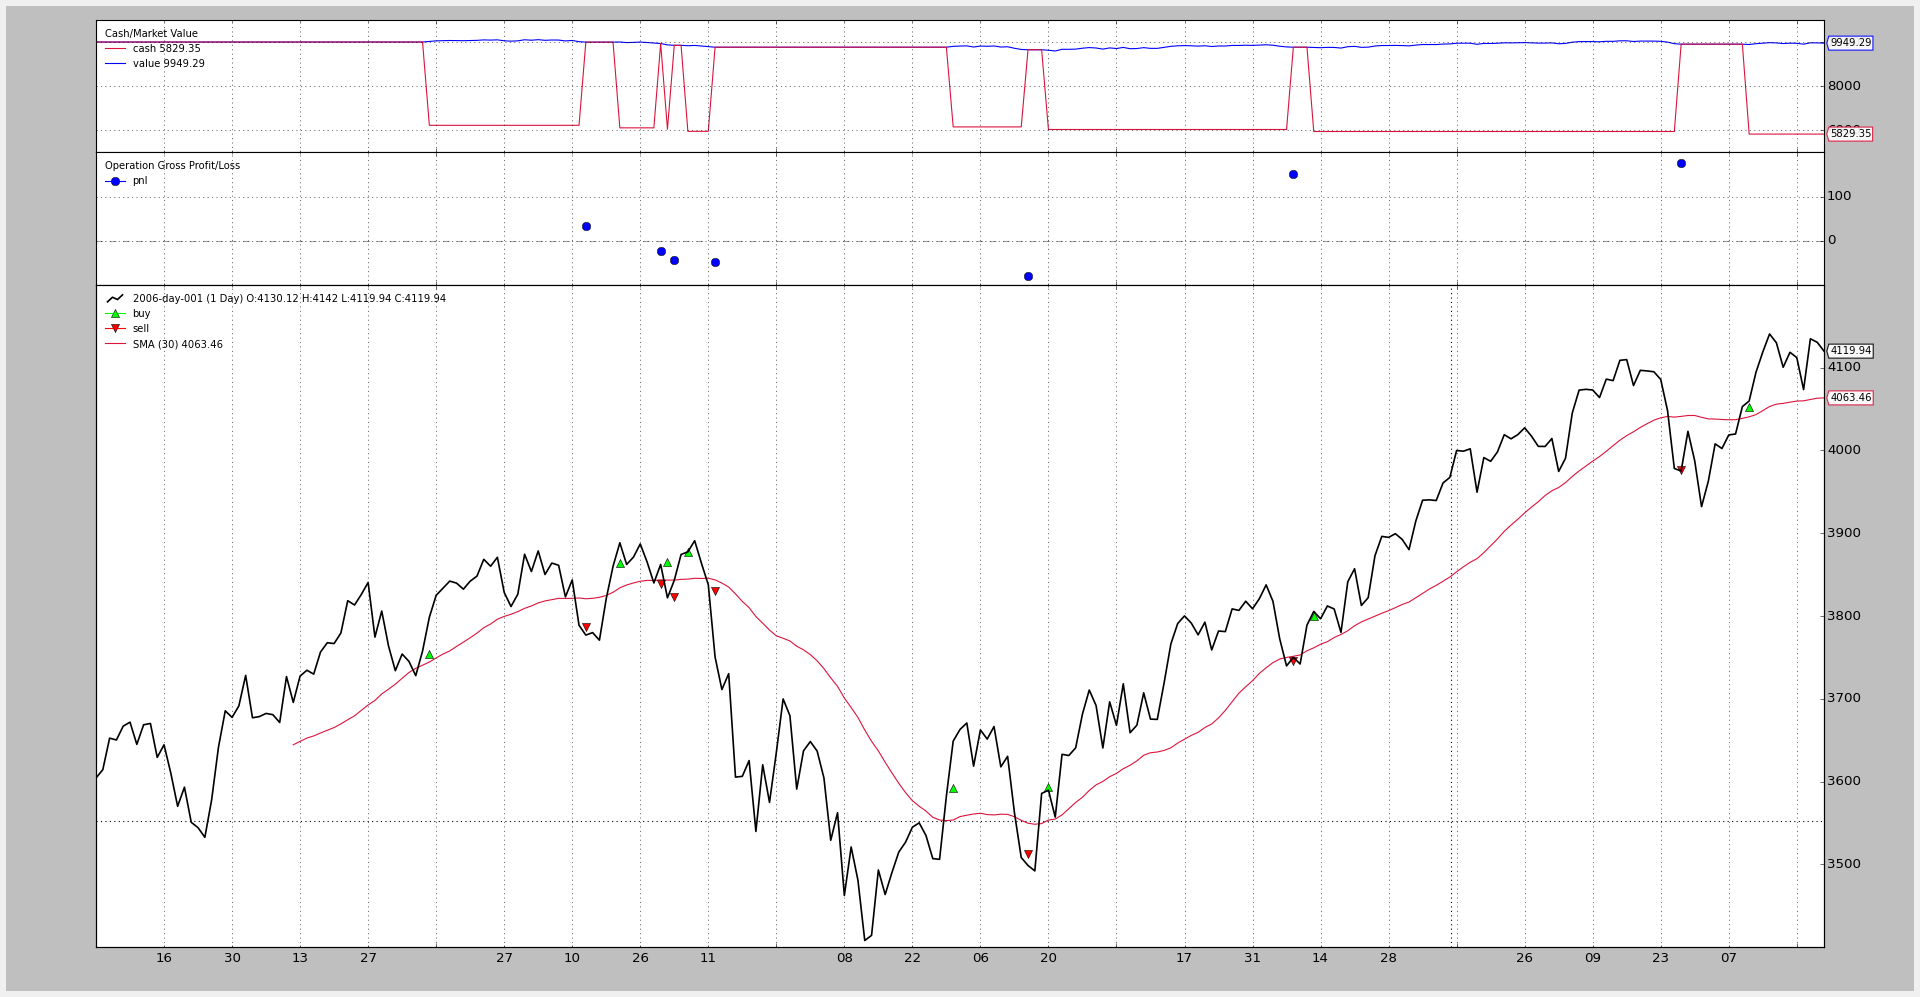 Cash/Market Value
cash 5829.35
value 9949.29
9949.29
8000
5829.35
Operation Gross Profit/Loss
pnl
100
0
2006-day-001 (1 Day) O:4130.12 H:4142 L:4119.94 C:4119.94
buy
sell
SMA (30) 4063.46
4119.94
4100
4063.46
4000
3900
3800
3700
3600
3500
16 30 13 27 27 10 26 11 08 22 06 20 17 31 14 28 26 09 23 07